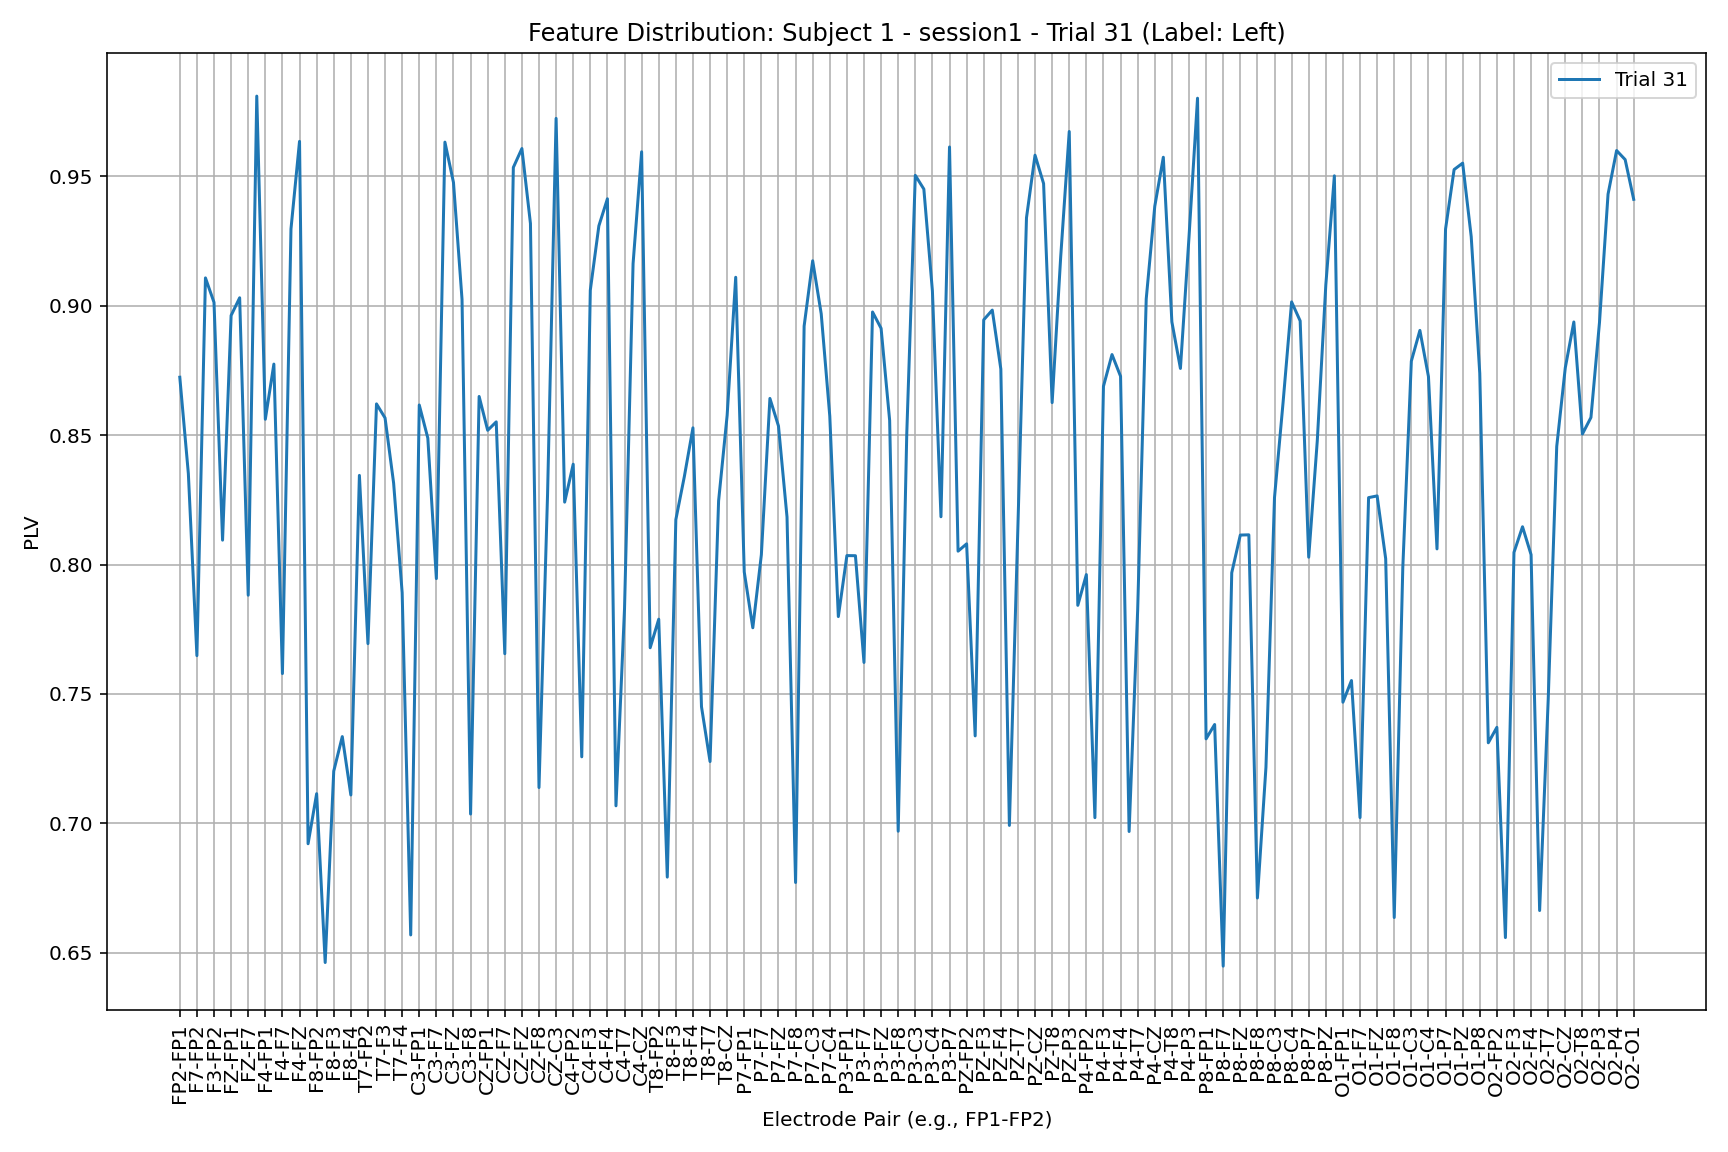 Feature Distribution: Subject 1 - session1 - Trial 31 (Label: Left)
Trial 31
PLV
0.95
0.90
0.85
0.80
0.75
0.70
0.65
FP2-FP1
F7-FP2
F3-FP2
FZ-FP1
FZ-F7
F4-FP1
F4-F7
F4-FZ
F8-FP2
F8-F3
F8-F4
T7-FP2
T7-F3
T7-F4
C3-FP1
C3-F7
C3-FZ
C3-F8
CZ-FP1
CZ-F7
CZ-FZ
CZ-F8
CZ-C3
C4-FP2
C4-F3
C4-F4
C4-T7
C4-CZ
T8-FP2
T8-F3
T8-F4
T8-T7
T8-CZ
P7-FP1
P7-F7
P7-FZ
P7-F8
P7-C3
P7-C4
P3-FP1
P3-F7
P3-FZ
P3-F8
P3-C3
P3-C4
P3-P7
PZ-FP2
PZ-F3
PZ-F4
PZ-T7
PZ-CZ
PZ-T8
PZ-P3
P4-FP2
P4-F3
P4-F4
P4-T7
P4-CZ
P4-T8
P4-P3
P8-FP1
P8-F7
P8-FZ
P8-F8
P8-C3
P8-C4
P8-P7
P8-PZ
O1-FP1
O1-F7
O1-FZ
O1-F8
O1-C3
O1-C4
O1-P7
O1-PZ
O1-P8
O2-FP2
O2-F3
O2-F4
O2-T7
O2-CZ
O2-T8
O2-P3
O2-P4
O2-O1
Electrode Pair (e.g., FP1-FP2)